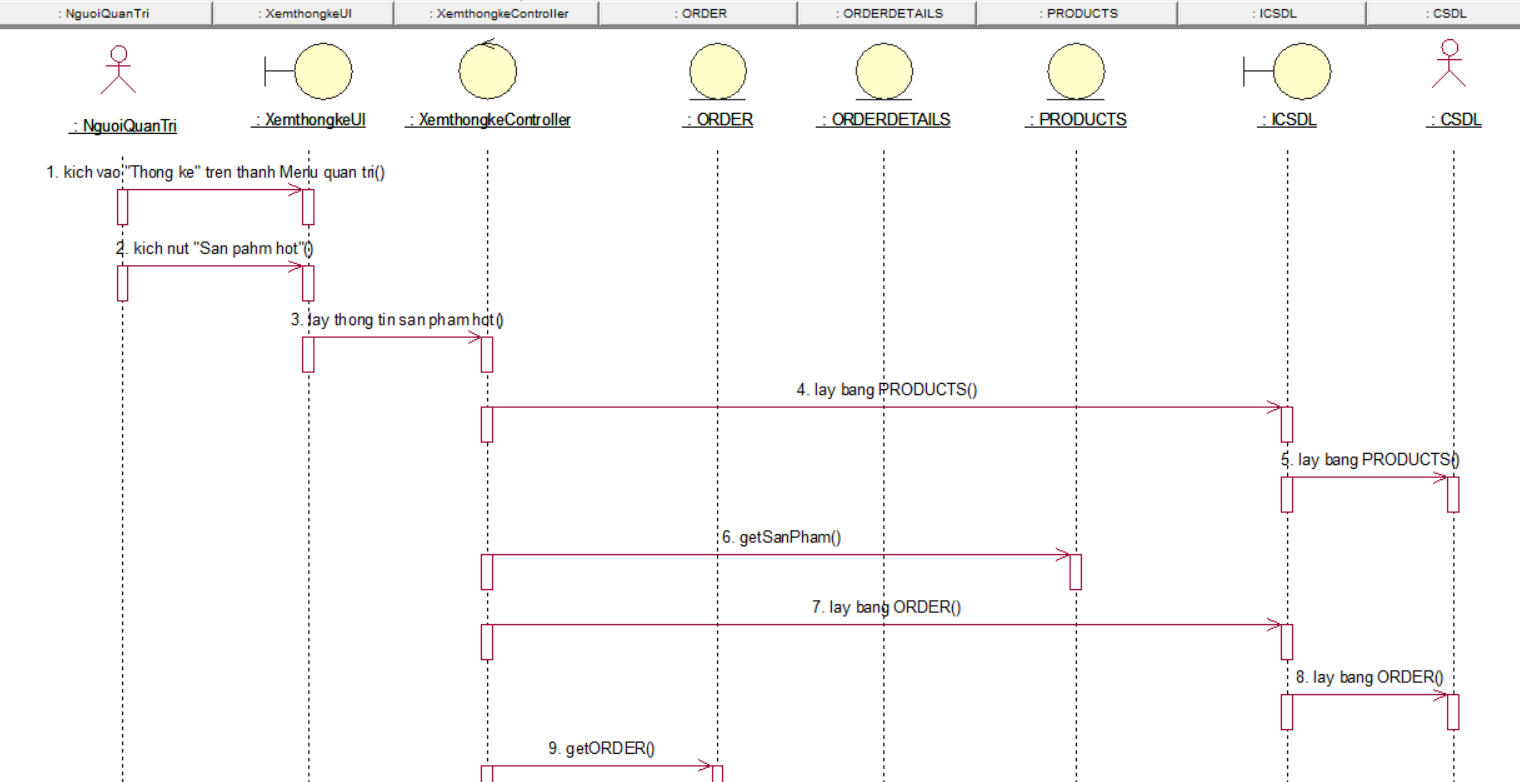 : NguoiQuanTri : XemthongkeUI : XemthongkeController : ORDER : ORDERDETAILS : PRODUCTS : ICSDL : CSDL
: NguoiQuanTri : XemthongkeUI : XemthongkeController : ORDER : ORDERDETAILS : PRODUCTS : ICSDL : CSDL
1. kich vao "Thong ke" tren thanh Menu quan tri()
2. kich nut "San pahm hot"()
3. lay thong tin san pham hot()
4. lay bang PRODUCTS()
5. lay bang PRODUCTS()
6. getSanPham()
7. lay bang ORDER()
8. lay bang ORDER()
9. getORDER()